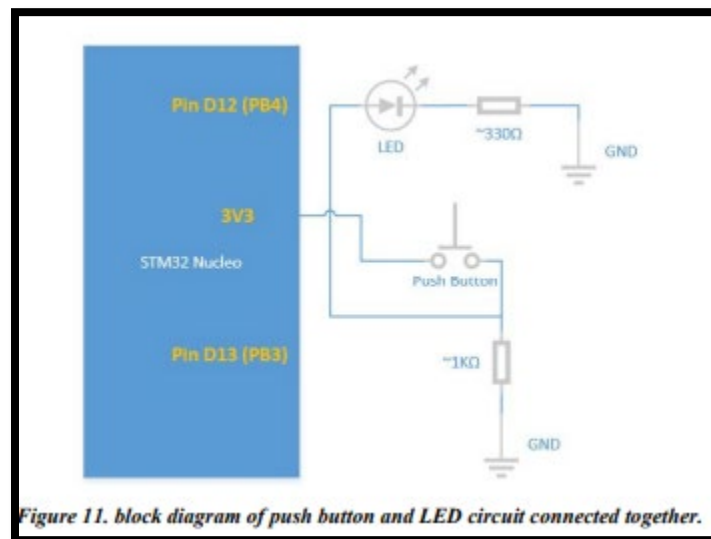 Pin D12 (PB4)
LED
~330Ω
GND
3V3
STM32 Nucleo
Push Button
Pin D13 (PB3)
~1KΩ
GND
Figure 11. block diagram of push button and LED circuit connected together.